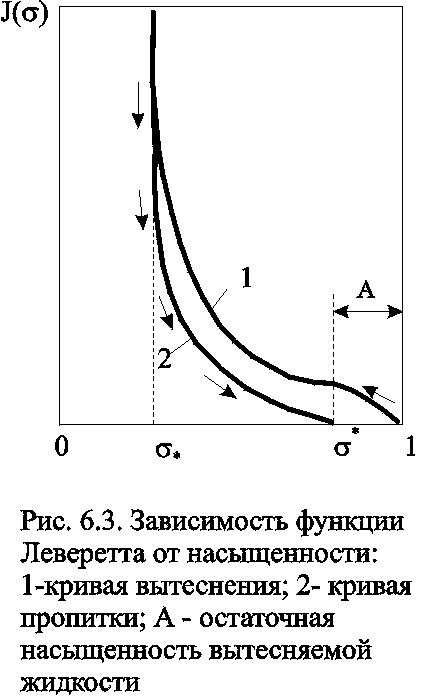 J(σ)
1
A
2
0
σ*
σ*
1
Рис. 6.3. Зависимость функции
Леверетта от насыщенности:
1-кривая вытеснения; 2- кривая
пропитки; А - остаточная
насыщенность вытесняемой
жидкости